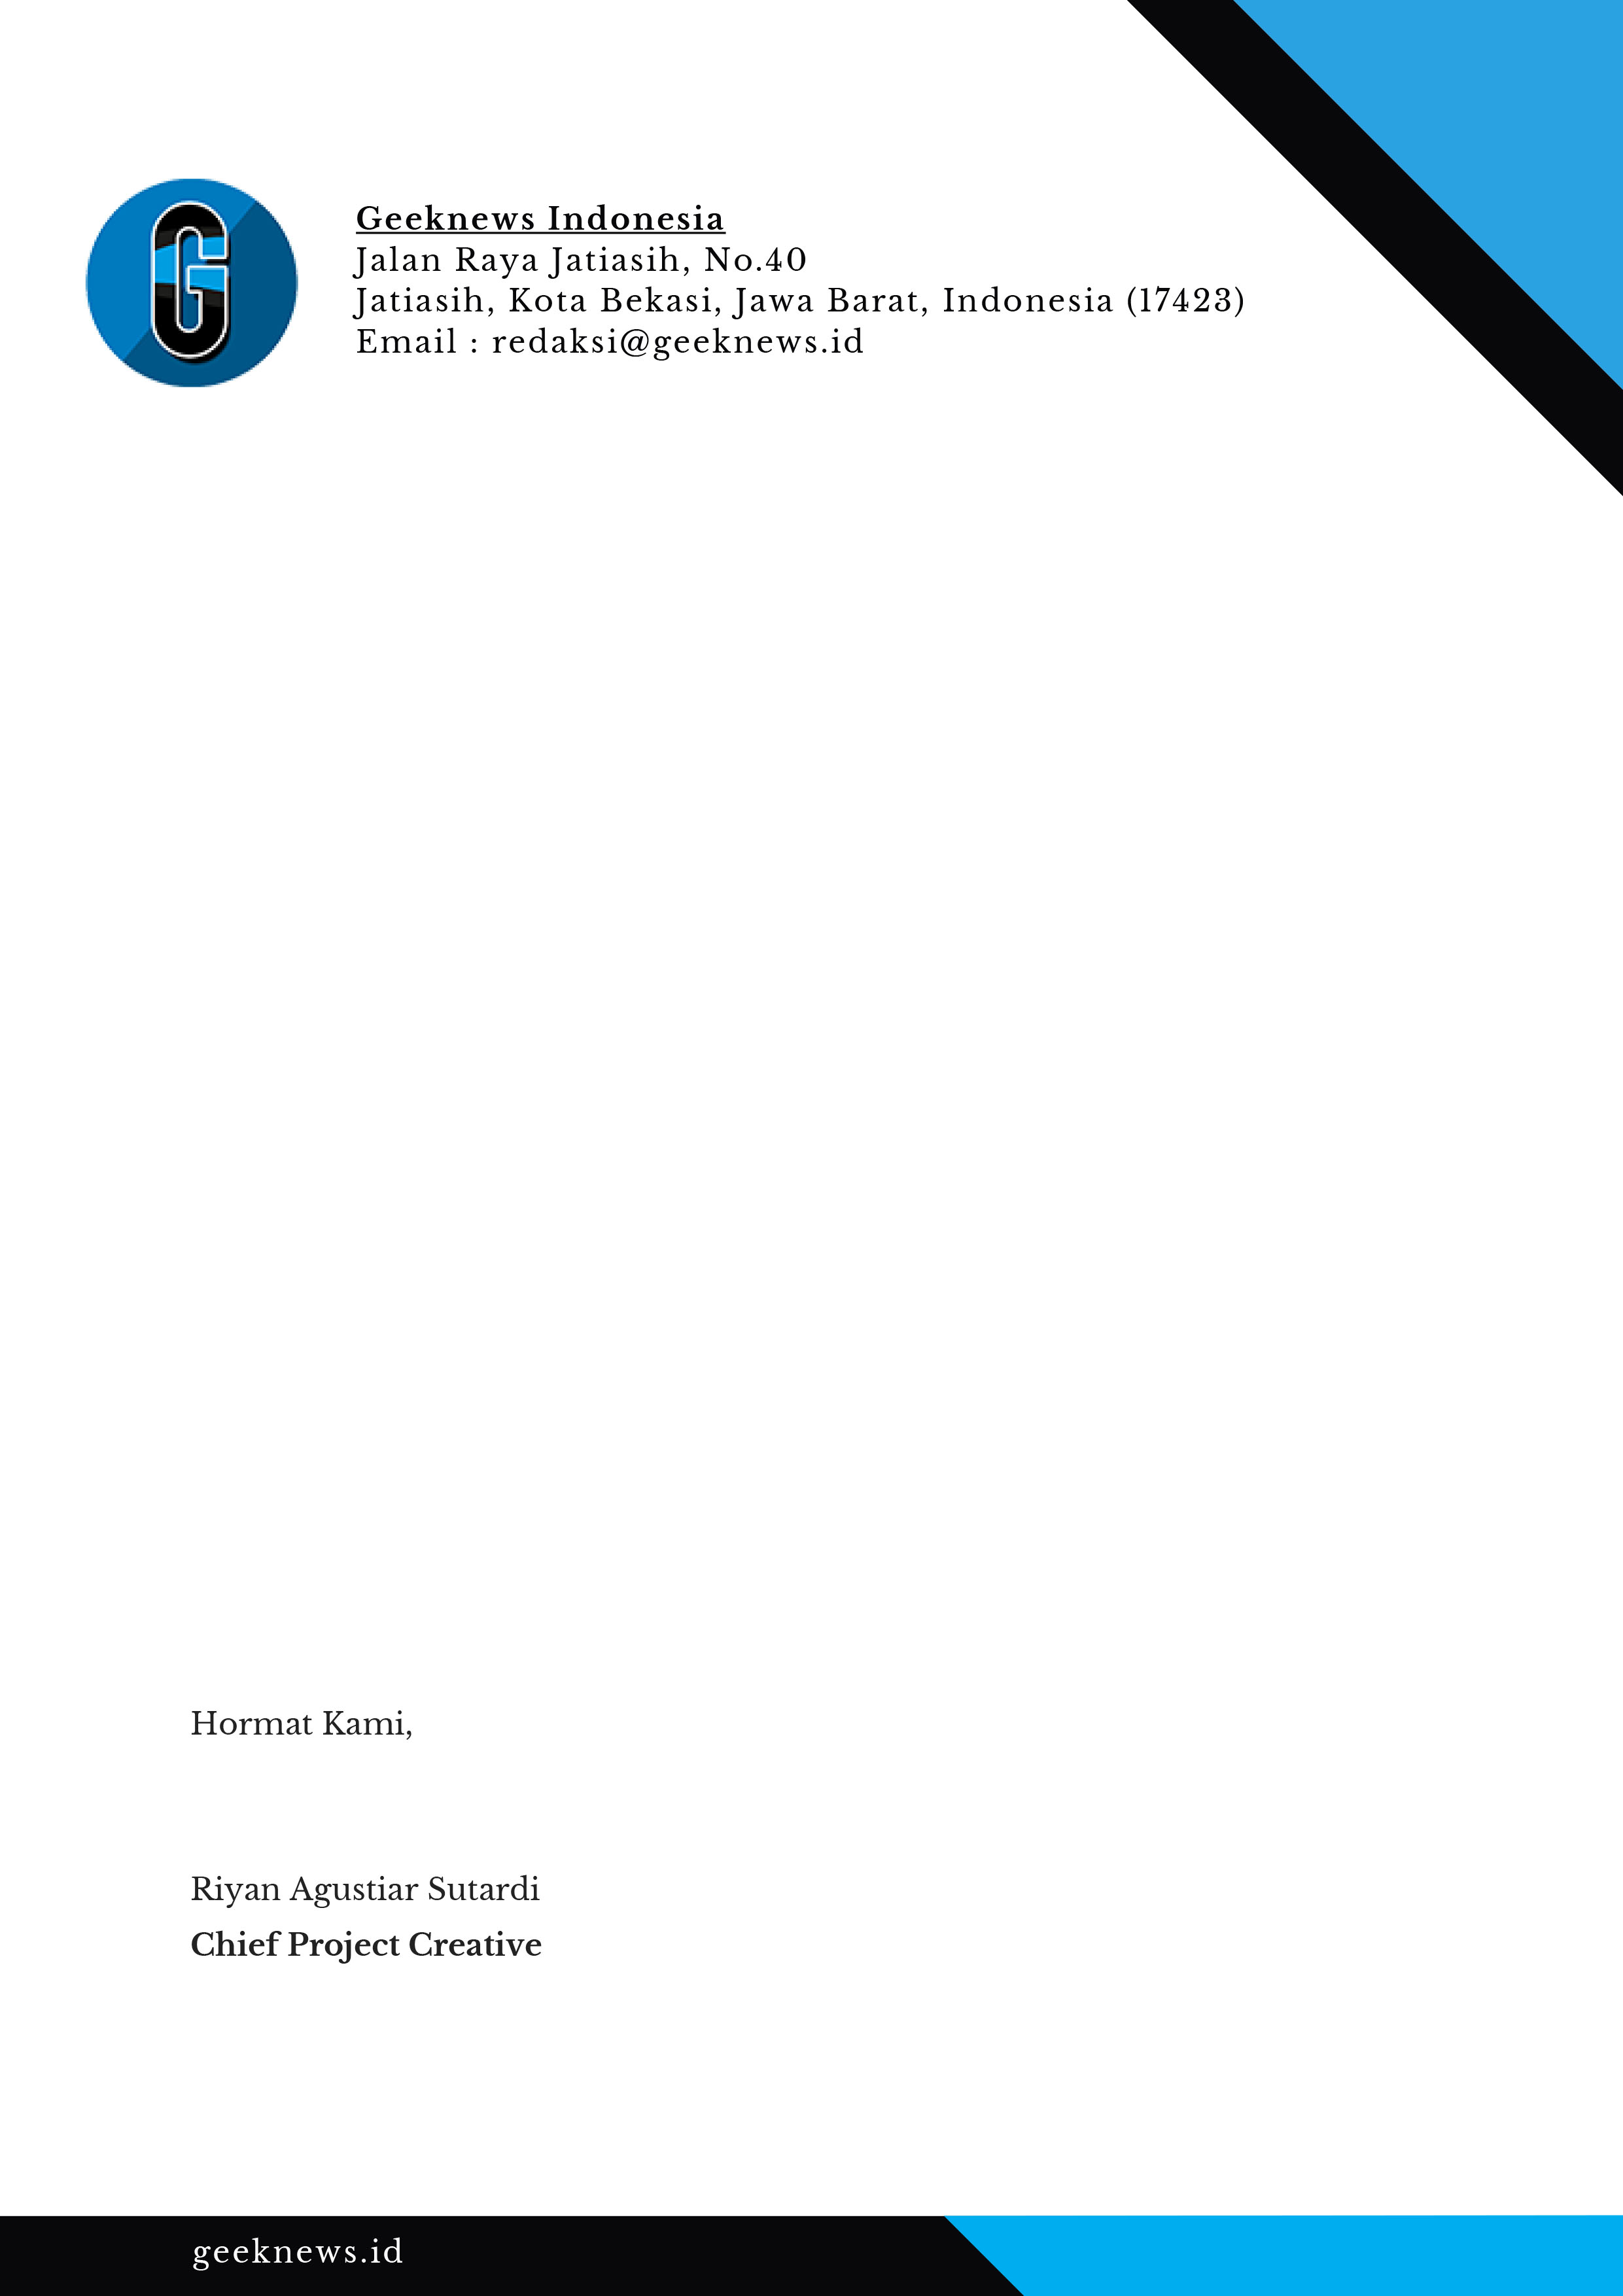 G
Geeknews Indonesia
Jalan Raya Jatiasih, No.40
Jatiasih, Kota Bekasi, Jawa Barat, Indonesia (17423)
Email : redaksi@geeknews.id
Hormat Kami,
Riyan Agustiar Sutardi
Chief Project Creative
geeknews.id